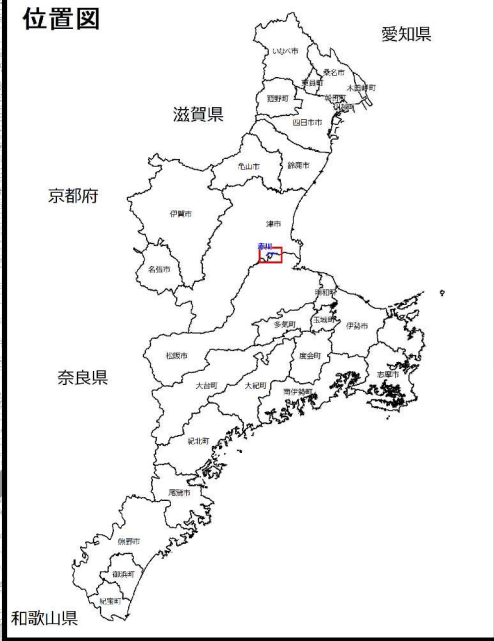 位置図
愛知県
いなべ市
桑名市
東員町
木曽岬町
菰野町
四日市市
滋賀県
亀山市
鈴鹿市
京都府
伊賀市
津市
赤川
名張市
明和町
多気町
玉城町
伊勢市
松阪市
度会町
奈良県
志摩市
大台町
大紀町
南伊勢町
紀北町
尾鷲市
熊野市
御浜町
紀宝町
和歌山県